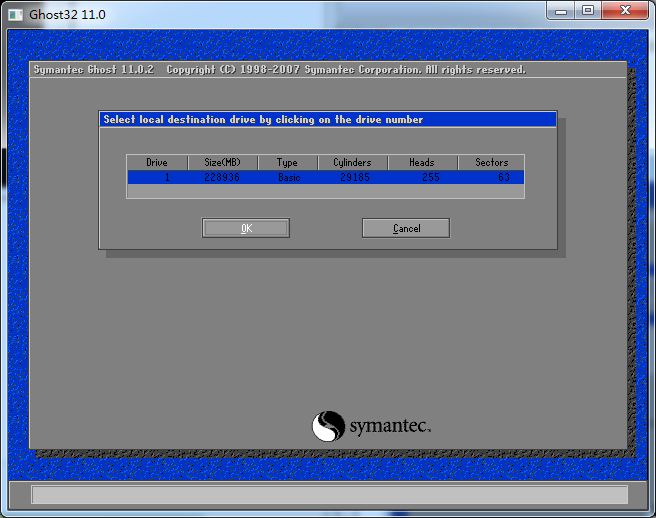 Ghost32 11.0
Symantec Ghost 11.0.2 Copyright (C) 1998-2007 Symantec Corporation. All rights reserved.
Select local destination drive by clicking on the drive number
Drive Size(MB) Type Cylinders Heads Sectors
1 228936 Basic 29185 255 63
OK Cancel
symantec™